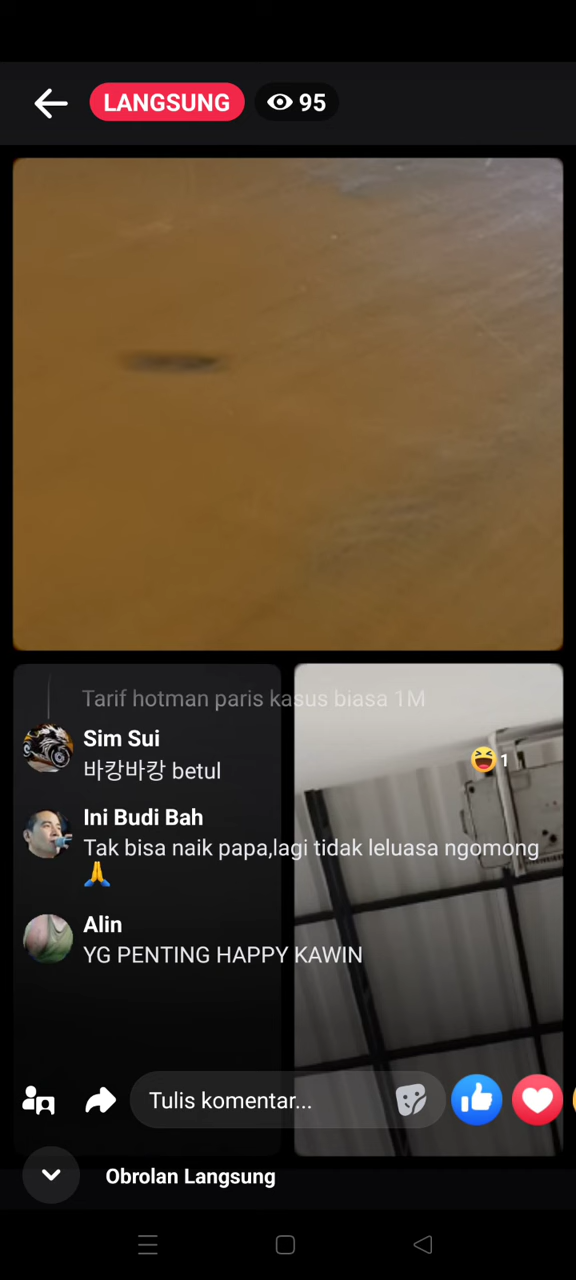 LANGSUNG
95
Tarif hotman paris kasus biasa 1M
Sim Sui
바캉바캉 betul
1
Ini Budi Bah
Tak bisa naik papa,lagi tidak leluasa ngomong
🙏
Alin
YG PENTING HAPPY KAWIN
Tulis komentar...
Obrolan Langsung